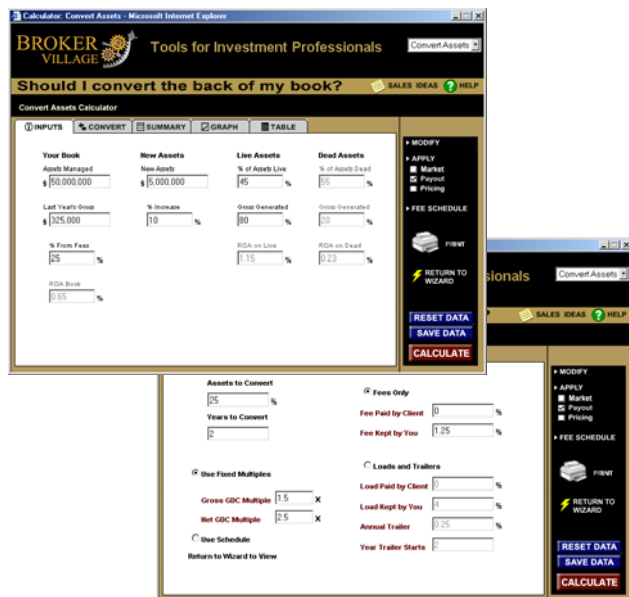 Calculator: Convert Assets - Microsoft Internet Explorer
BROKER VILLAGE
Tools for Investment Professionals
Convert Assets
Should I convert the back of my book?
SALES IDEAS ? HELP
Convert Assets Calculator
INPUTS CONVERT SUMMARY GRAPH TABLE
Your Book New Assets Live Assets Dead Assets
Assets Managed New Assets % of Assets Live % of Assets Dead
$ 50,000,000 $ 5,000,000 45 % 55 %
Last Year's Gross % Increase Gross Generated Gross Generated
$ 325,000 10 % 80 % 20 %
% From Fees ROA on Live ROA on Dead
25 % 1.15 % 0.23 %
ROA Book
0.65 %
MODIFY
APPLY
Market
Payout
Pricing
FEE SCHEDULE
PRINT
RETURN TO WIZARD
RESET DATA
SAVE DATA
CALCULATE
sionals
Convert Assets
SALES IDEAS ? HELP
Assets to Convert
25 %
Years to Convert
2
Use Fixed Multiples
Gross GDC Multiple 1.5 X
Net GDC Multiple 2.5 X
Use Schedule
Return to Wizard to View
Fees Only
Fee Paid by Client 0 %
Fee Kept by You 1.25 %
Loads and Trailers
Load Paid by Client 0 %
Load Kept by You 4 %
Annual Trailer 0.25 %
Year Trailer Starts 2
MODIFY
APPLY
Market
Payout
Pricing
FEE SCHEDULE
PRINT
RETURN TO WIZARD
RESET DATA
SAVE DATA
CALCULATE